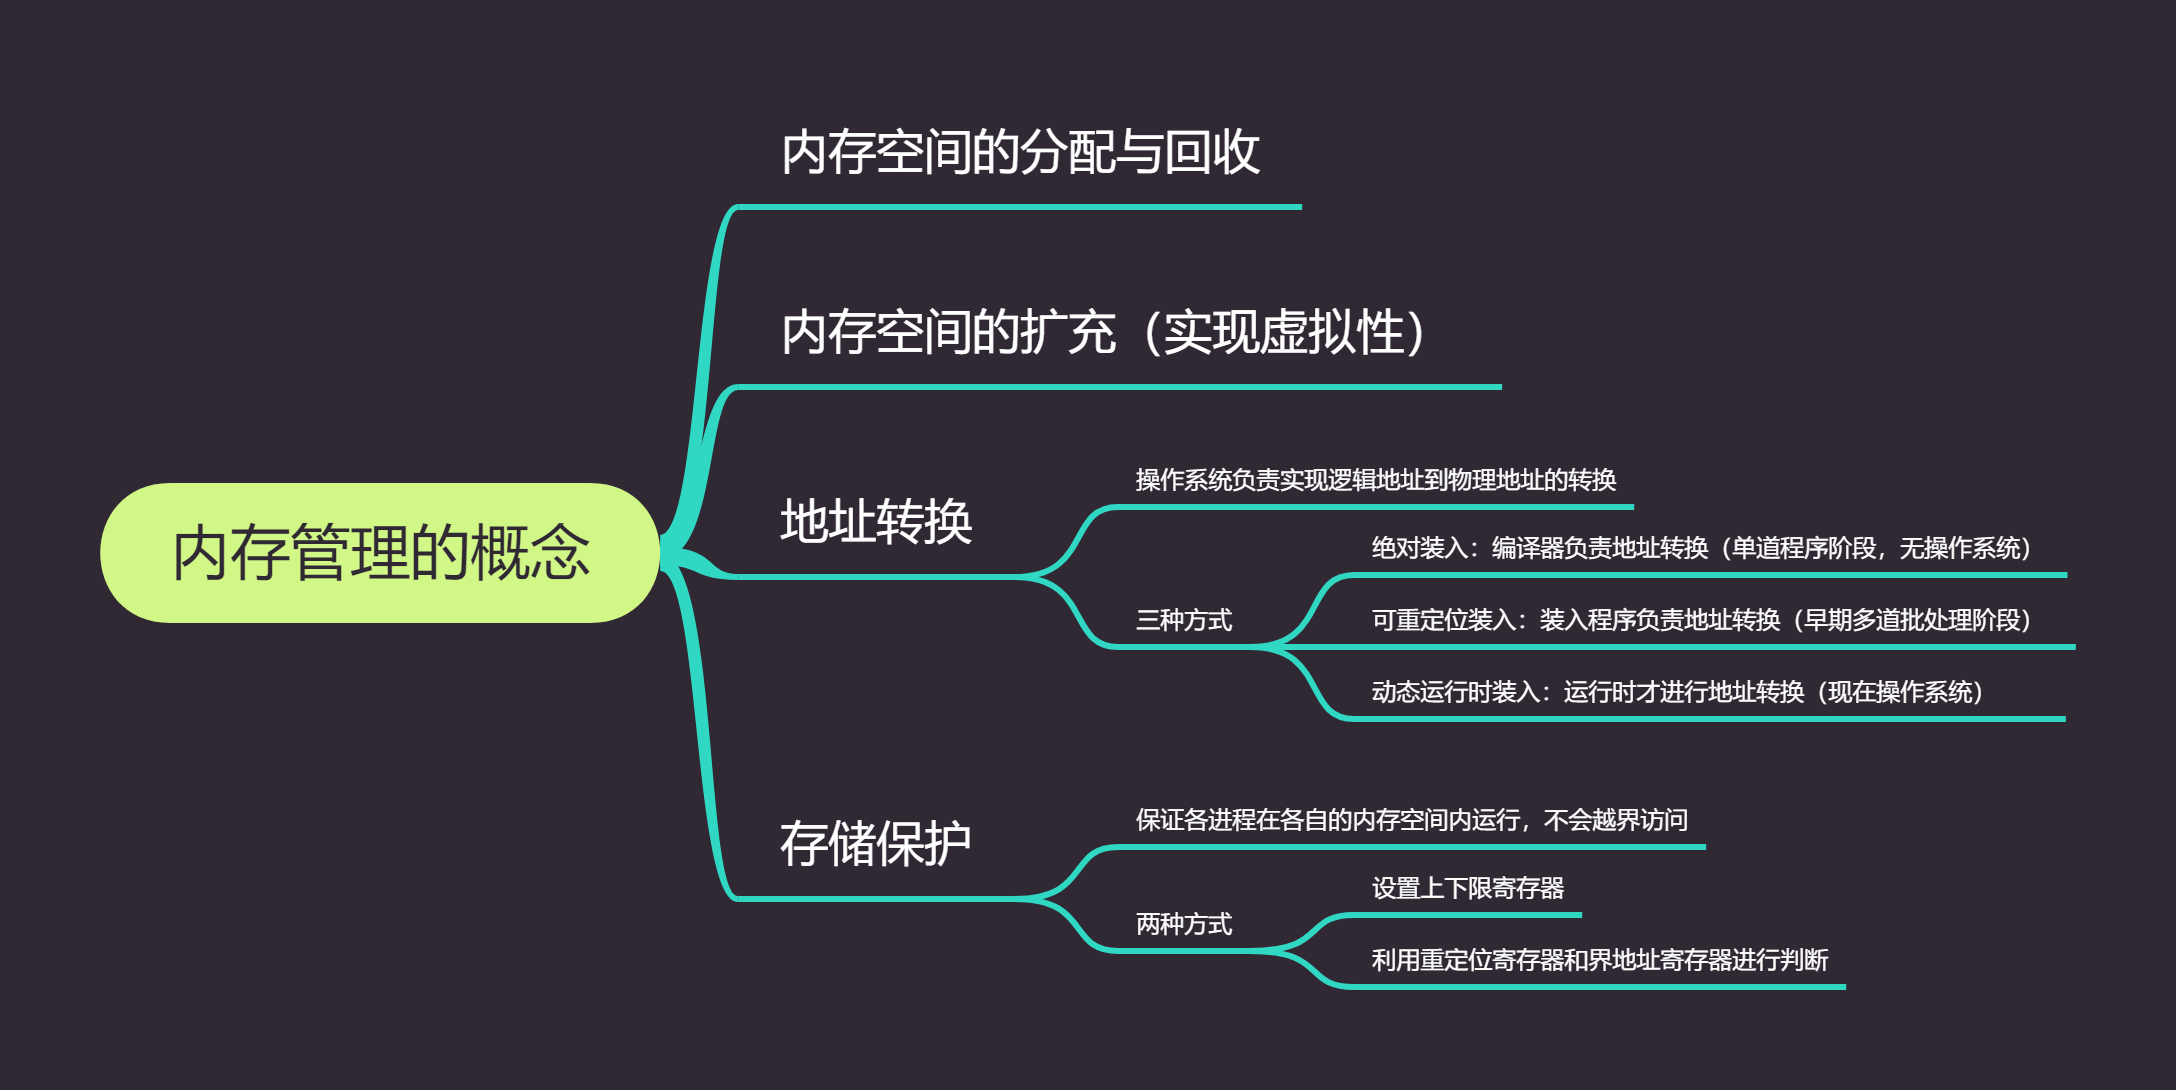 内存管理的概念
内存空间的分配与回收
内存空间的扩充（实现虚拟性）
地址转换
操作系统负责实现逻辑地址到物理地址的转换
三种方式
绝对装入：编译器负责地址转换（单道程序阶段，无操作系统）
可重定位装入：装入程序负责地址转换（早期多道批处理阶段）
动态运行时装入：运行时才进行地址转换（现在操作系统）
存储保护
保证各进程在各自的内存空间内运行，不会越界访问
两种方式
设置上下限寄存器
利用重定位寄存器和界地址寄存器进行判断